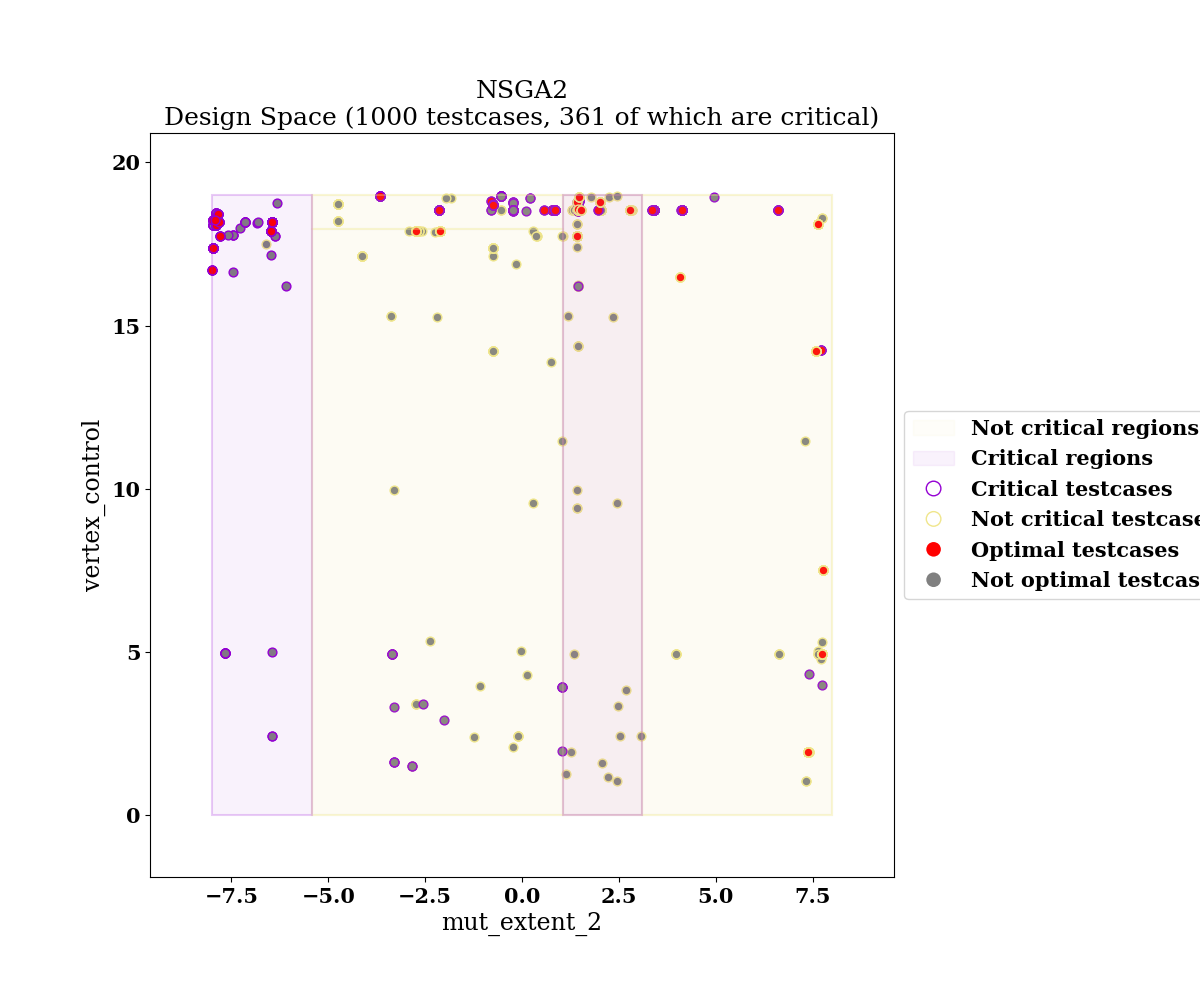 NSGA2
Design Space (1000 testcases, 361 of which are critical)
20
15
10
5
0
vertex_control
−7.5 −5.0 −2.5 0.0 2.5 5.0 7.5
mut_extent_2
Not critical regions
Critical regions
Critical testcases
Not critical testcase
Optimal testcases
Not optimal testcas